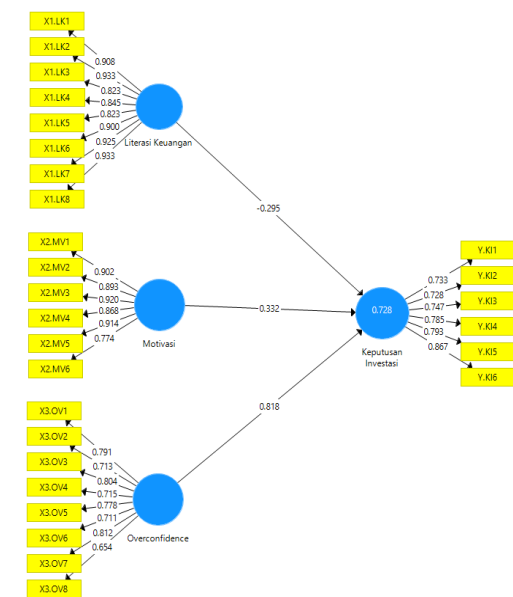 X1.LK1
X1.LK2
X1.LK3
X1.LK4
X1.LK5
X1.LK6
X1.LK7
X1.LK8
0.908
0.933
0.823
0.845
0.823
0.900
0.925
0.933
Literasi Keuangan
-0.295
X2.MV1
X2.MV2
X2.MV3
X2.MV4
X2.MV5
X2.MV6
0.902
0.893
0.920
0.868
0.914
0.774
Motivasi
0.332
X3.OV1
X3.OV2
X3.OV3
X3.OV4
X3.OV5
X3.OV6
X3.OV7
X3.OV8
0.791
0.713
0.804
0.715
0.778
0.711
0.812
0.654
Overconfidence
0.818
0.728
Keputusan
Investasi
0.733
0.728
0.747
0.785
0.793
0.867
Y.KI1
Y.KI2
Y.KI3
Y.KI4
Y.KI5
Y.KI6